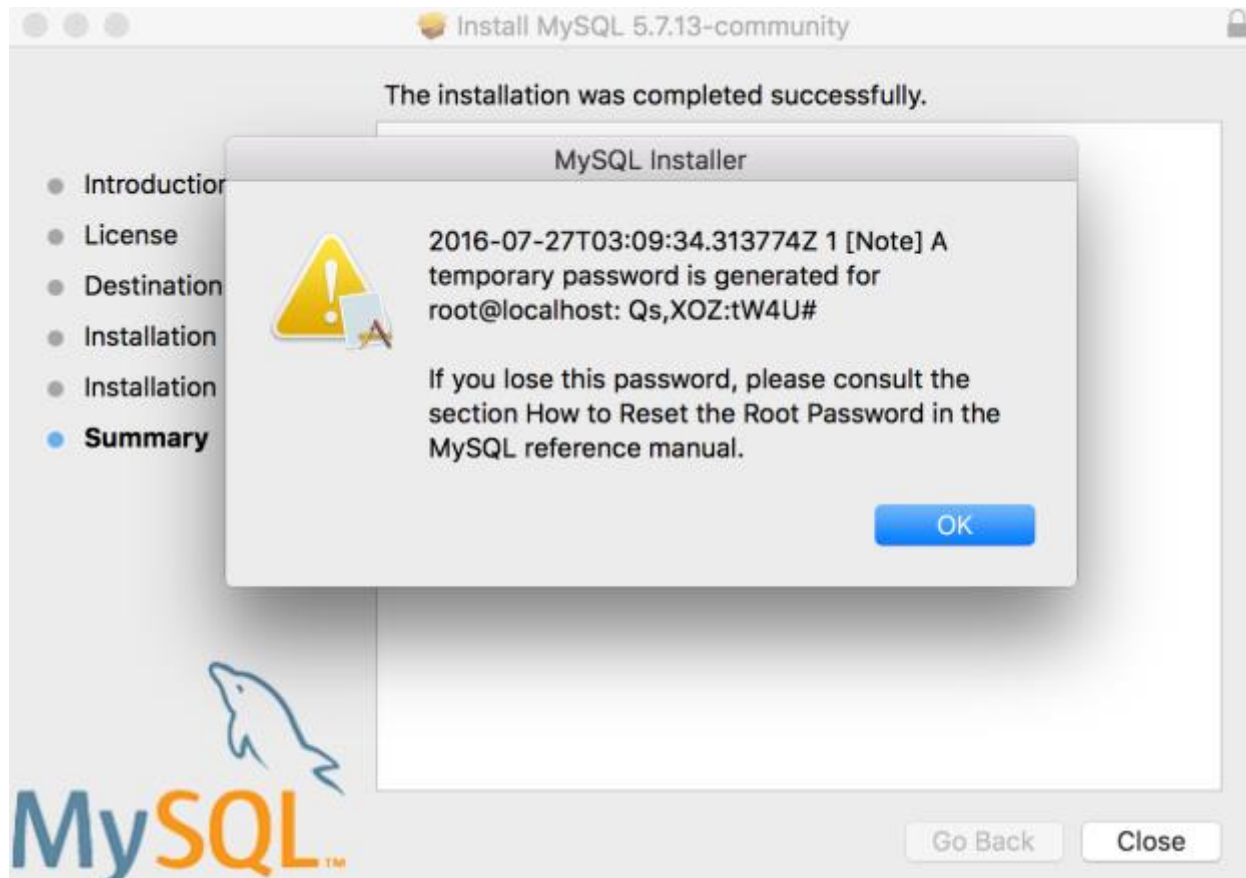 Install MySQL 5.7.13-community
The installation was completed successfully.
MySQL Installer
Introduction
License
Destination
Installation
Installation
Summary
2016-07-27T03:09:34.313774Z 1 [Note] A
temporary password is generated for
root@localhost: Qs,XOZ:tW4U#
If you lose this password, please consult the
section How to Reset the Root Password in the
MySQL reference manual.
OK
MySQL™
Go Back
Close